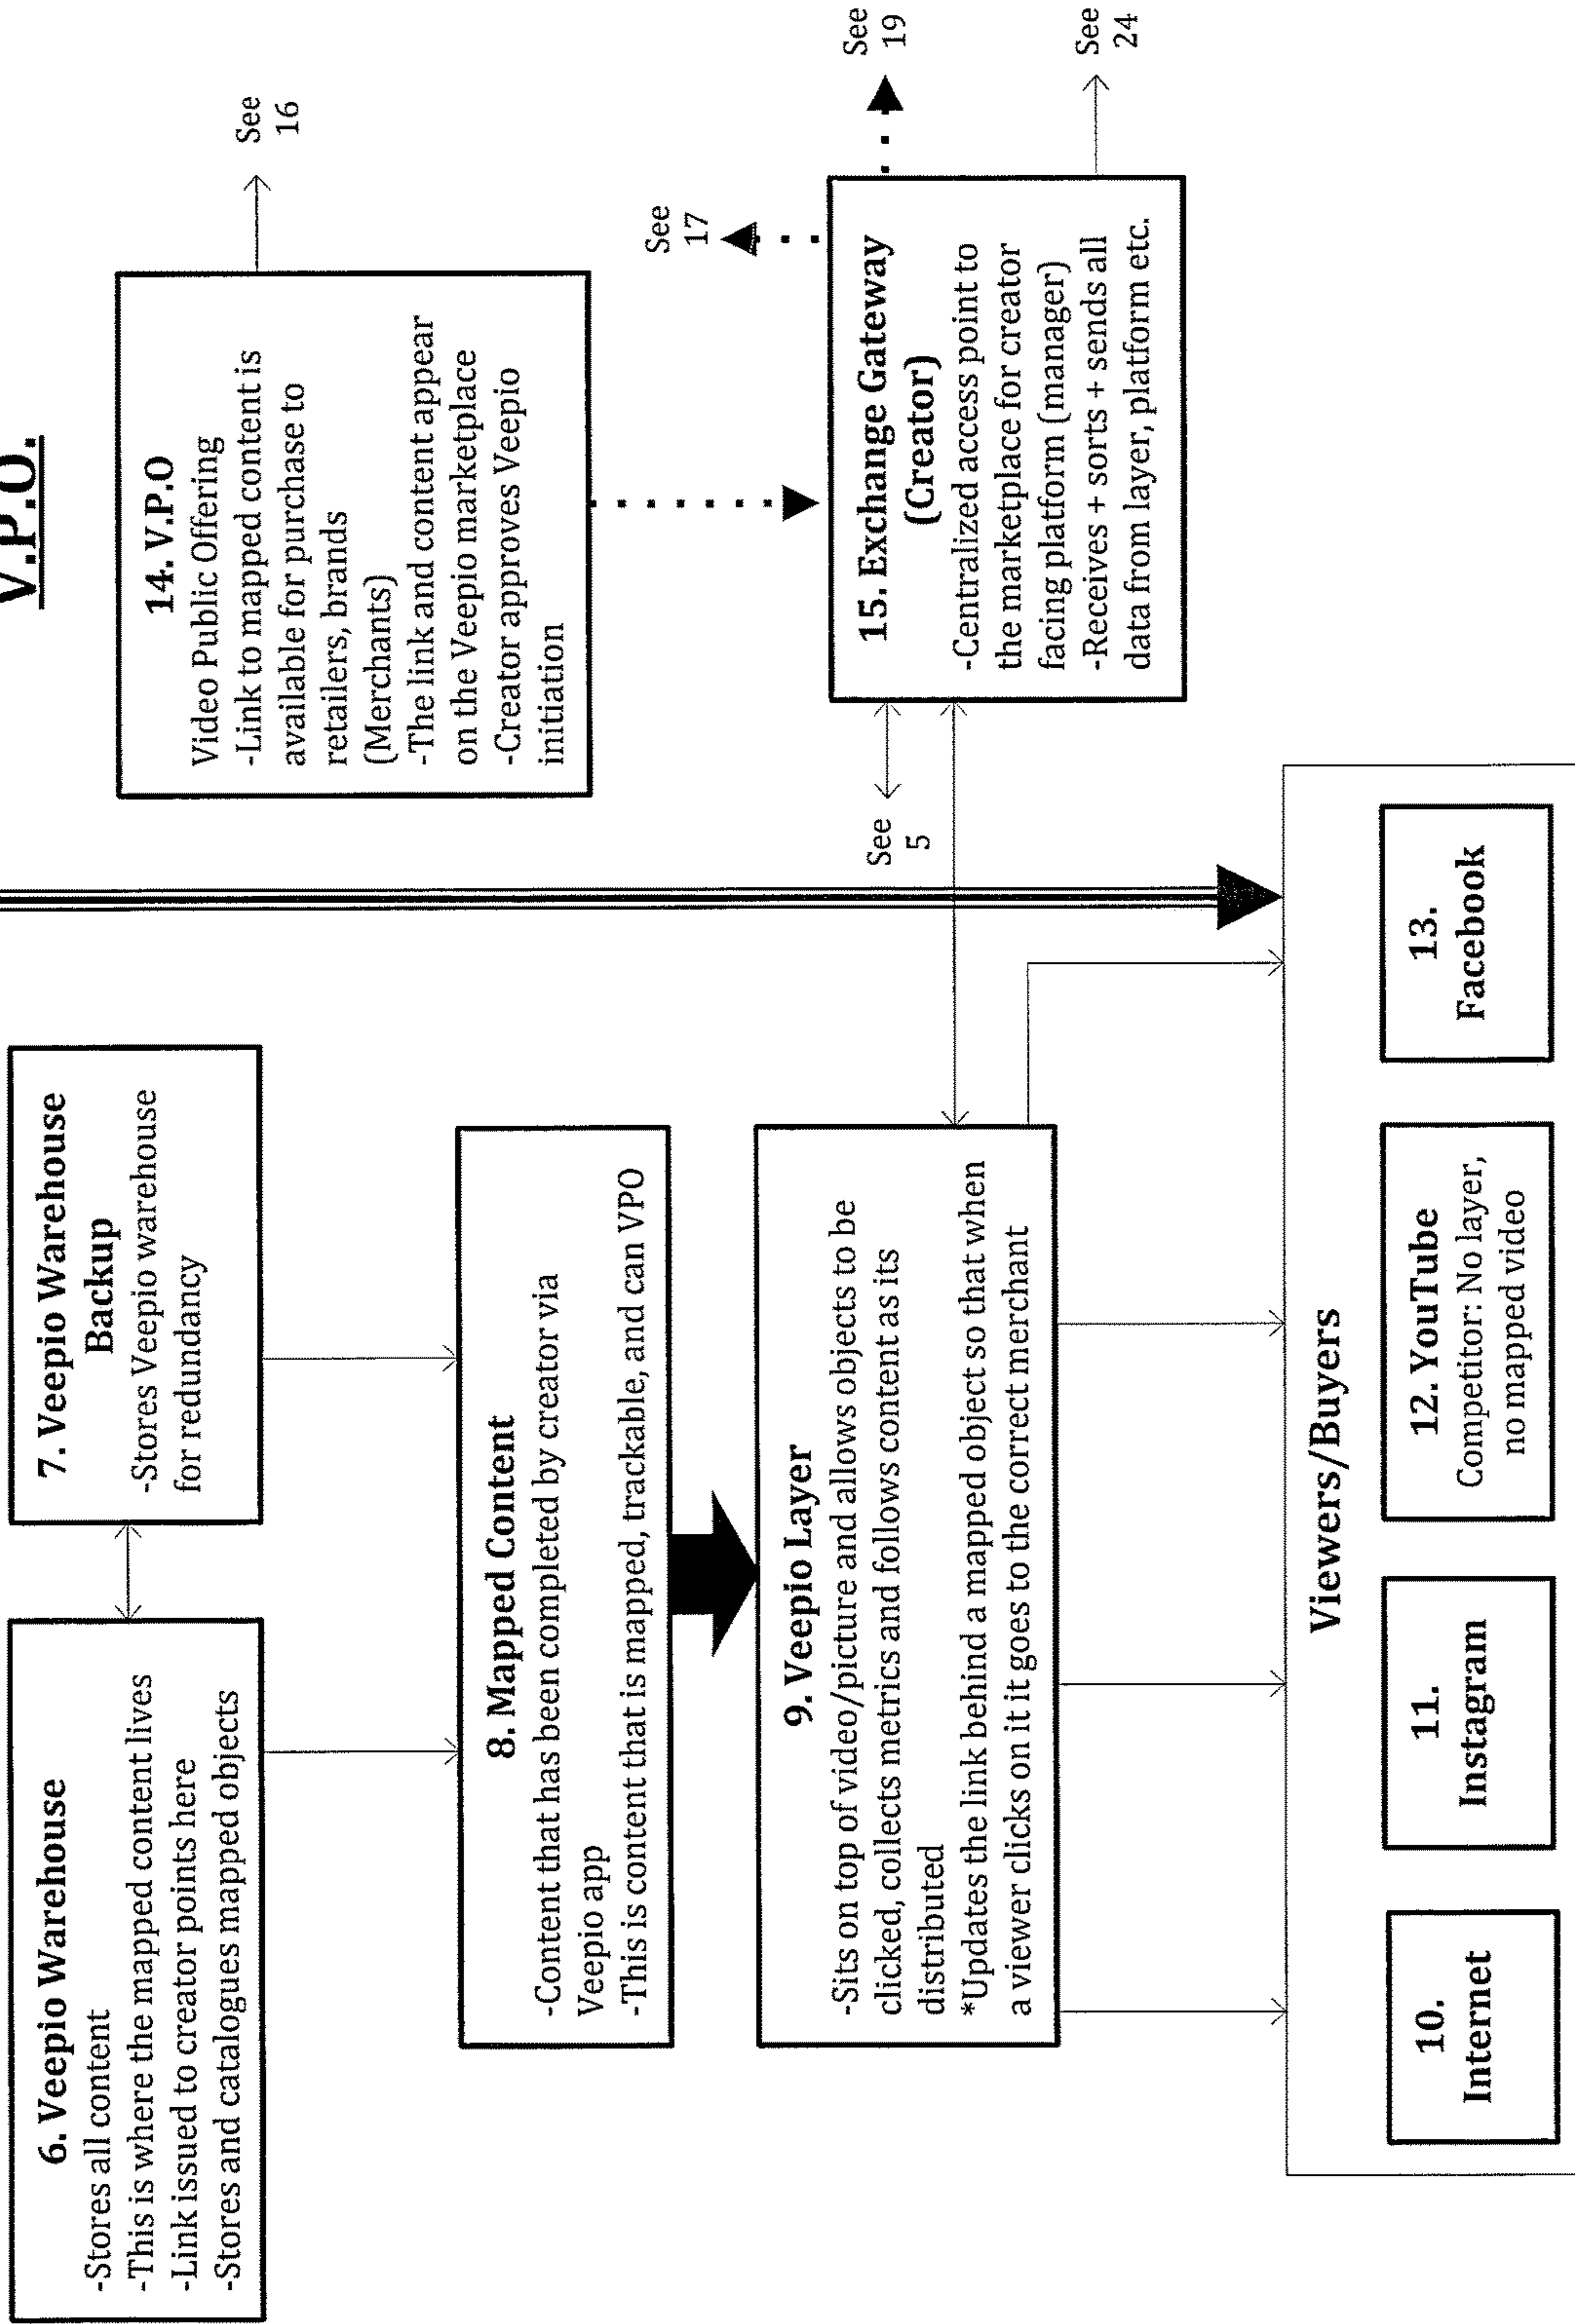 V.P.O.
6. Veepio Warehouse
-Stores all content
-This is where the mapped content lives
-Link issued to creator points here
-Stores and catalogues mapped objects
7. Veepio Warehouse
Backup
-Stores Veepio warehouse
for redundancy
14. V.P.O
Video Public Offering
-Link to mapped content is
available for purchase to
retailers, brands
(Merchants)
-The link and content appear
on the Veepio marketplace
-Creator approves Veepio
initiation
See
16
8. Mapped Content
-Content that has been completed by creator via
Veepio app
-This is content that is mapped, trackable, and can VPO
See
17
9. Veepio Layer
-Sits on top of video/picture and allows objects to be
clicked, collects metrics and follows content as its
distributed
*Updates the link behind a mapped object so that when
a viewer clicks on it it goes to the correct merchant
See
5
15. Exchange Gateway
(Creator)
-Centralized access point to
the marketplace for creator
facing platform (manager)
-Receives + sorts + sends all
data from layer, platform etc.
See
19
See
24
Viewers/Buyers
10.
Internet
11.
Instagram
12. YouTube
Competitor: No layer,
no mapped video
13.
Facebook